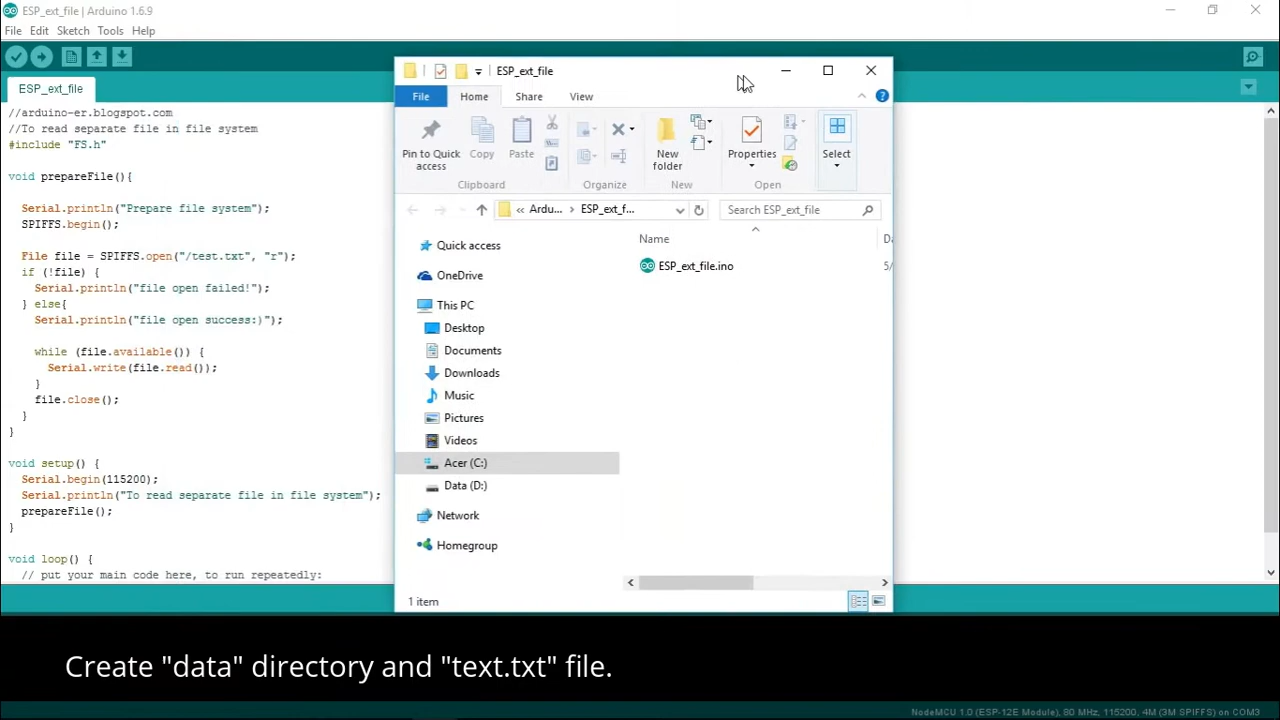 ESP_ext_file | Arduino 1.6.9
File Edit Sketch Tools Help
ESP_ext_file
//arduino-er.blogspot.com
//To read separate file in file system
#include "FS.h"
void prepareFile(){
Serial.println("Prepare file system");
SPIFFS.begin();
File file = SPIFFS.open("/test.txt", "r");
if (!file) {
Serial.println("file open failed!");
} else{
Serial.println("file open success:)");
while (file.available()) {
Serial.write(file.read());
}
file.close();
}
}
void setup() {
Serial.begin(115200);
Serial.println("To read separate file in file system");
prepareFile();
}
void loop() {
// put your main code here, to run repeatedly:
ESP_ext_file
File Home Share View
Pin to Quick access
Copy
Paste
New folder
Properties
Select
Clipboard
Organize
New
Open
« Ardu... › ESP_ext_f...
Search ESP_ext_file
Quick access
OneDrive
This PC
Desktop
Documents
Downloads
Music
Pictures
Videos
Acer (C:)
Data (D:)
Network
Homegroup
Name
ESP_ext_file.ino
5/
1 item
Create "data" directory and "text.txt" file.
NodeMCU 1.0 (ESP-12E Module), 80 MHz, 115200, 4M (3M SPIFFS) on COM3